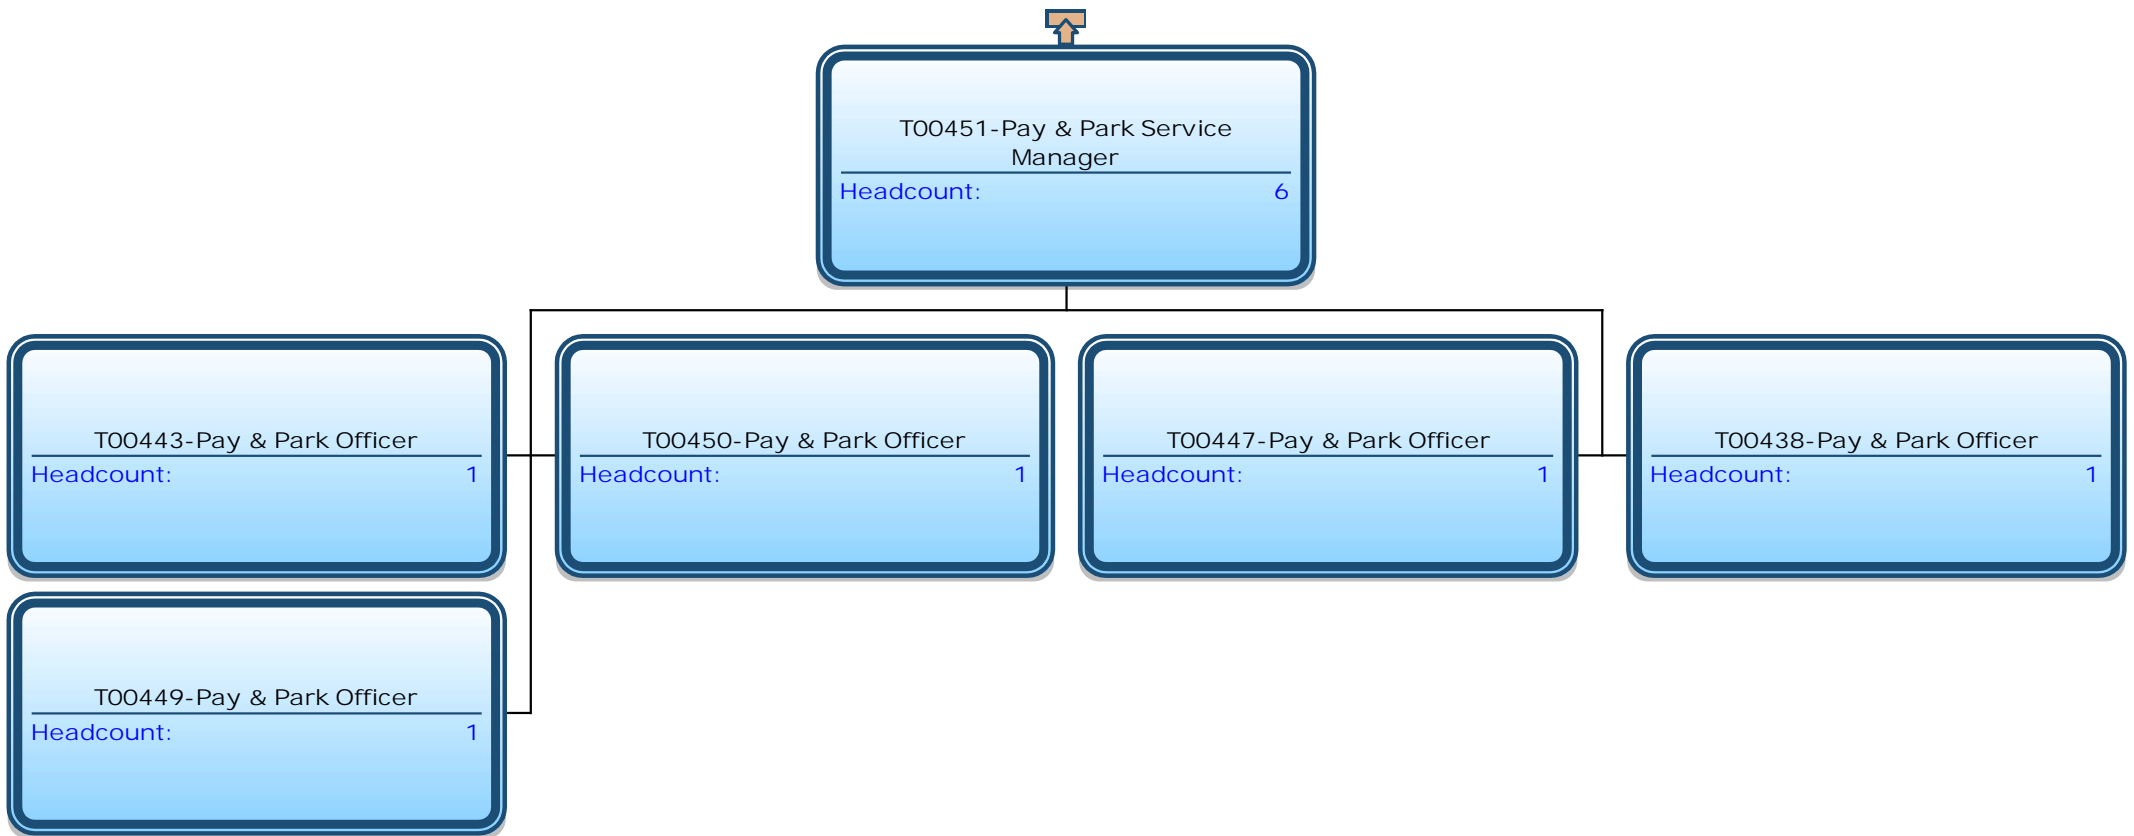 T00451-Pay & Park Service
Manager
Headcount: 6
T00443-Pay & Park Officer
Headcount: 1
T00450-Pay & Park Officer
Headcount: 1
T00447-Pay & Park Officer
Headcount: 1
T00438-Pay & Park Officer
Headcount: 1
T00449-Pay & Park Officer
Headcount: 1